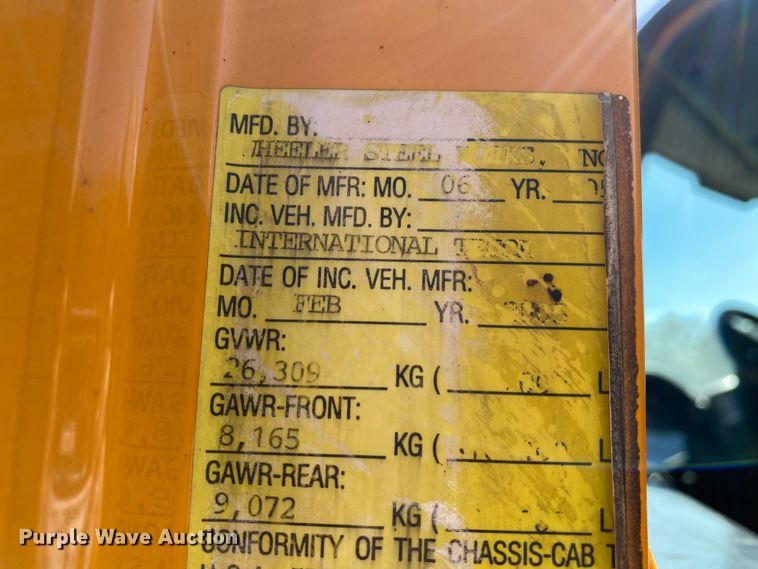 MFD. BY:
HEELER STEEL
DATE OF MFR: MO. 06 YR.
INC. VEH. MFD. BY:
INTERNATIONAL
DATE OF INC. VEH. MFR:
MO. FEB YR.
GVWR:
26,309 KG (
GAWR-FRONT:
8,165 KG (
GAWR-REAR:
9,072 KG (
CONFORMITY OF THE CHASSIS-CAB
Purple Wave Auction